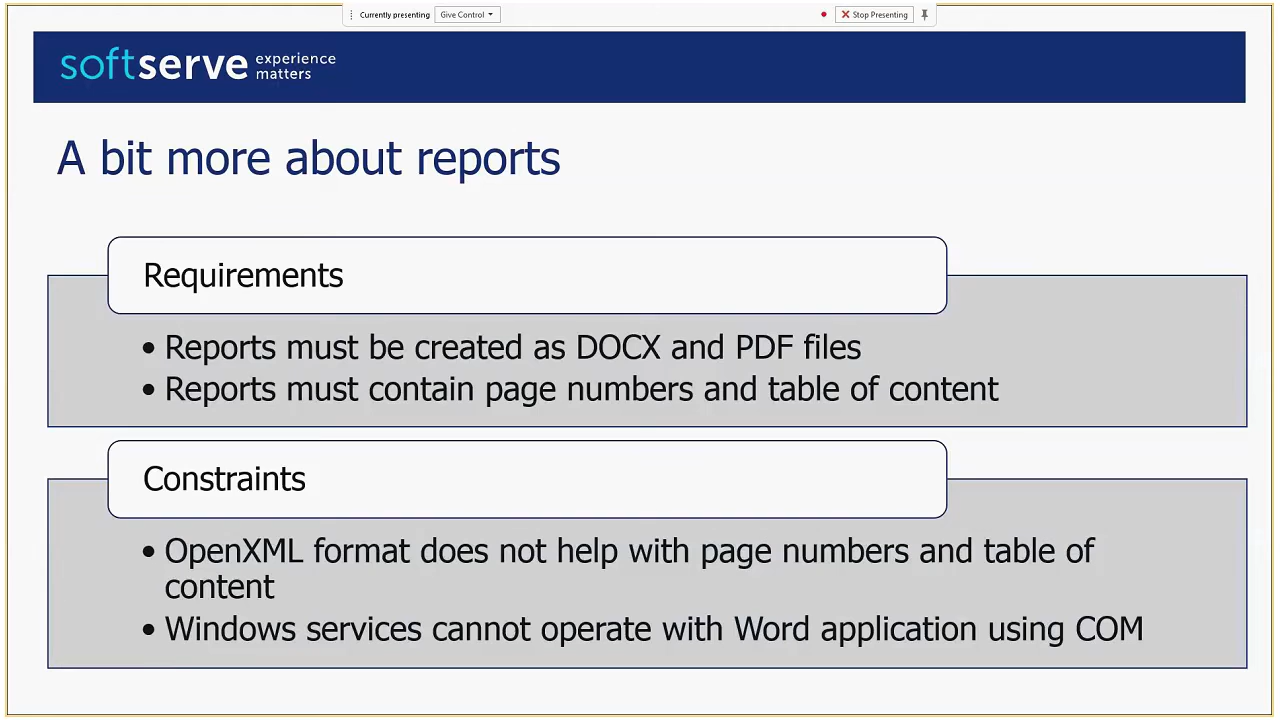 Currently presenting Give Control Stop Presenting
softserve experience matters
A bit more about reports
Requirements
• Reports must be created as DOCX and PDF files
• Reports must contain page numbers and table of content
Constraints
• OpenXML format does not help with page numbers and table of
content
• Windows services cannot operate with Word application using COM